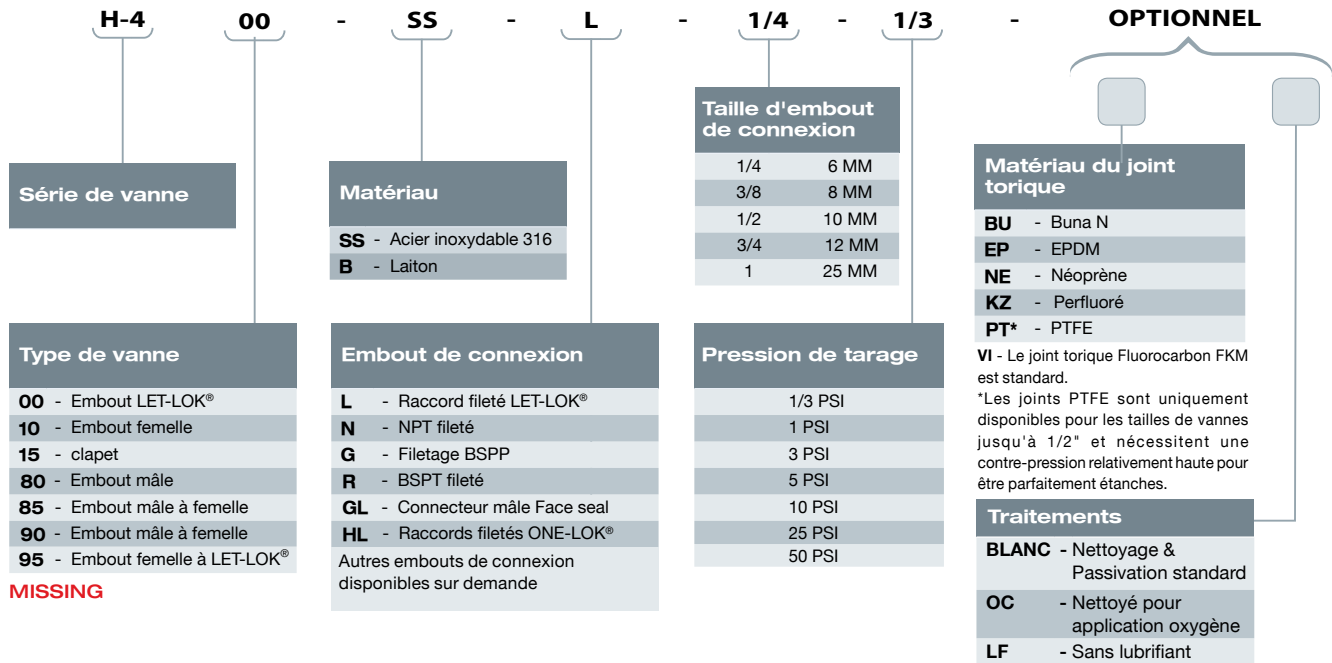 H-4 00 - SS - L - 1/4 - 1/3 - OPTIONNEL
Série de vanne
Type de vanne
00 - Embout LET-LOK®
10 - Embout femelle
15 - clapet
80 - Embout mâle
85 - Embout mâle à femelle
90 - Embout mâle à femelle
95 - Embout femelle à LET-LOK®
MISSING
Matériau
SS - Acier inoxydable 316
B - Laiton
Embout de connexion
L - Raccord fileté LET-LOK®
N - NPT fileté
G - Filetage BSPP
R - BSPT fileté
GL - Connecteur mâle Face seal
HL - Raccords filetés ONE-LOK®
Autres embouts de connexion
disponibles sur demande
Taille d'embout
de connexion
1/4 6 MM
3/8 8 MM
1/2 10 MM
3/4 12 MM
1 25 MM
Pression de tarage
1/3 PSI
1 PSI
3 PSI
5 PSI
10 PSI
25 PSI
50 PSI
Matériau du joint
torique
BU - Buna N
EP - EPDM
NE - Néoprène
KZ - Perfluoré
PT* - PTFE
VI - Le joint torique Fluorocarbon FKM
est standard.
*Les joints PTFE sont uniquement
disponibles pour les tailles de vannes
jusqu'à 1/2" et nécessitent une
contre-pression relativement haute pour
être parfaitement étanches.
Traitements
BLANC - Nettoyage &
Passivation standard
OC - Nettoyé pour
application oxygène
LF - Sans lubrifiant